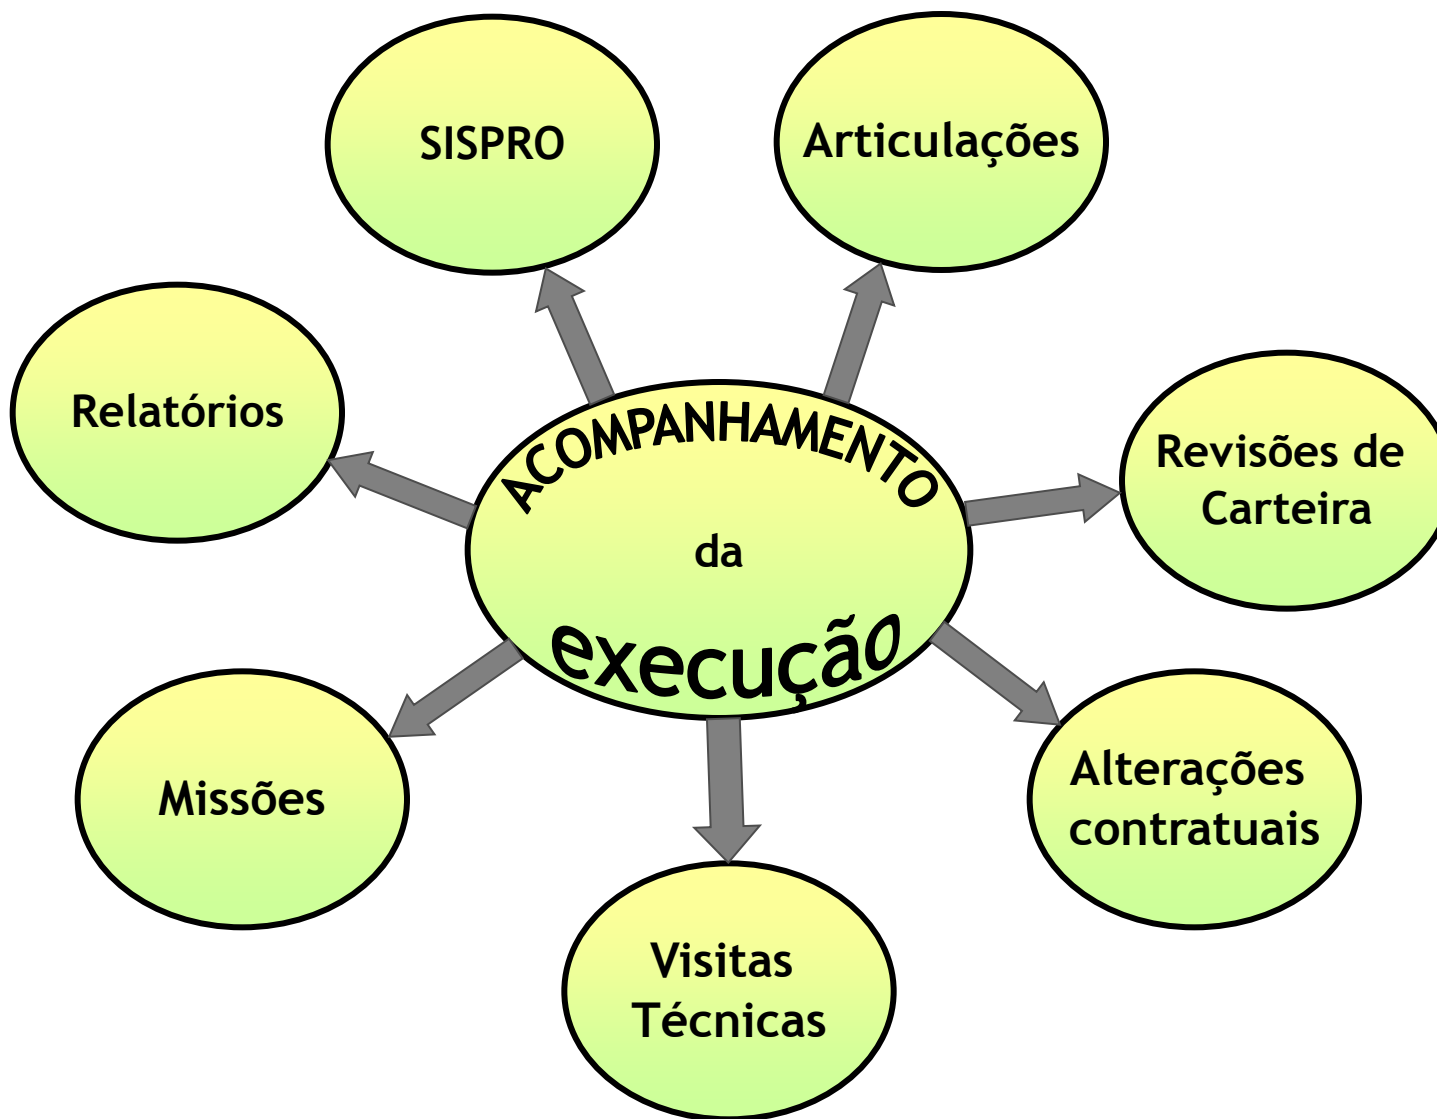 SISPRO
Articulações
Relatórios
ACOMPANHAMENTO
da
execução
Revisões de
Carteira
Missões
Alterações
contratuais
Visitas
Técnicas